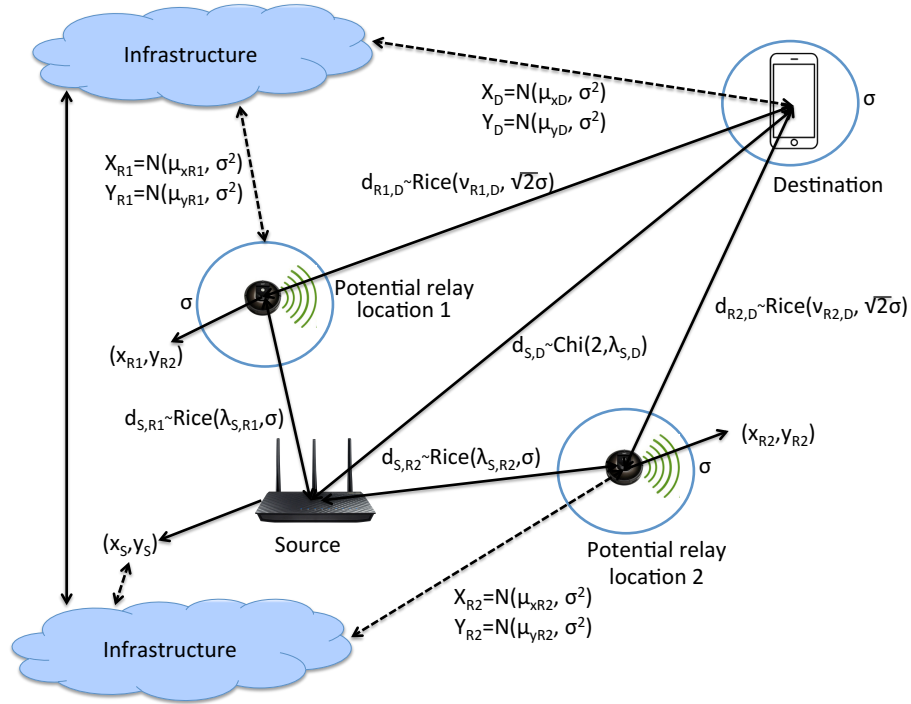 Infrastructure
X_D=N(μ_xD, σ²)
Y_D=N(μ_yD, σ²)
σ
Destination
X_R1=N(μ_xR1, σ²)
Y_R1=N(μ_yR1, σ²)
d_R1,D~Rice(ν_R1,D, √2σ)
σ
Potential relay
location 1
(x_R1,y_R2)
d_R2,D~Rice(ν_R2,D, √2σ)
d_S,D~Chi(2,λ_S,D)
d_S,R1~Rice(λ_S,R1,σ)
d_S,R2~Rice(λ_S,R2,σ)
(x_R2,y_R2)
σ
(x_S,y_S)
Source
Potential relay
location 2
X_R2=N(μ_xR2, σ²)
Y_R2=N(μ_yR2, σ²)
Infrastructure